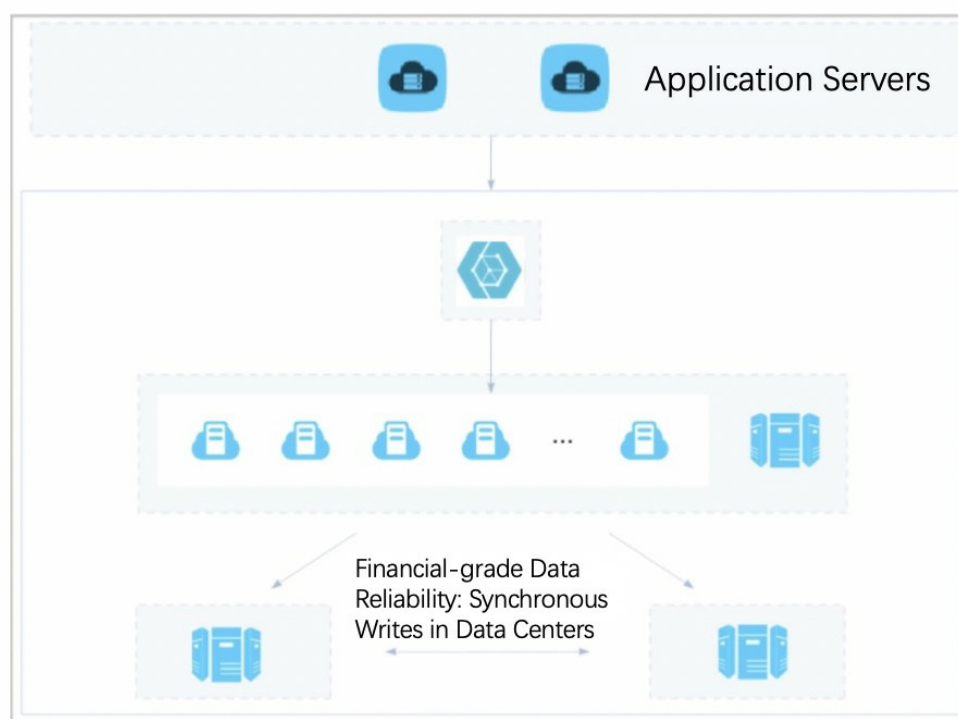 Application Servers
...
Financial-grade Data
Reliability: Synchronous
Writes in Data Centers